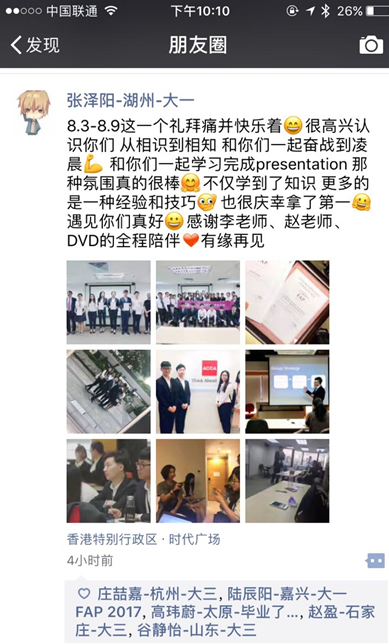 中国联通
下午10:10
26%
发现
朋友圈
张泽阳-湖州-大一
8.3-8.9这一个礼拜痛并快乐着😄很高兴认
识你们 从相识到相知 和你们一起奋战到凌
晨💪 和你们一起学习完成presentation 那
种氛围真的很棒🤗 不仅学到了知识 更多的
是一种经验和技巧😜 也很庆幸拿了第一😝
遇见你们真好😀 感谢李老师、赵老师、
DVD的全程陪伴❤️有缘再见
FAP
ACCA
Think Ahead
Group Strategy
香港特别行政区 · 时代广场
4小时前
庄喆嘉-杭州-大三, 陆辰阳-嘉兴-大一
FAP 2017, 高玮蔚-太原-毕业了..., 赵盈-石家
庄-大三, 谷静怡-山东-大三